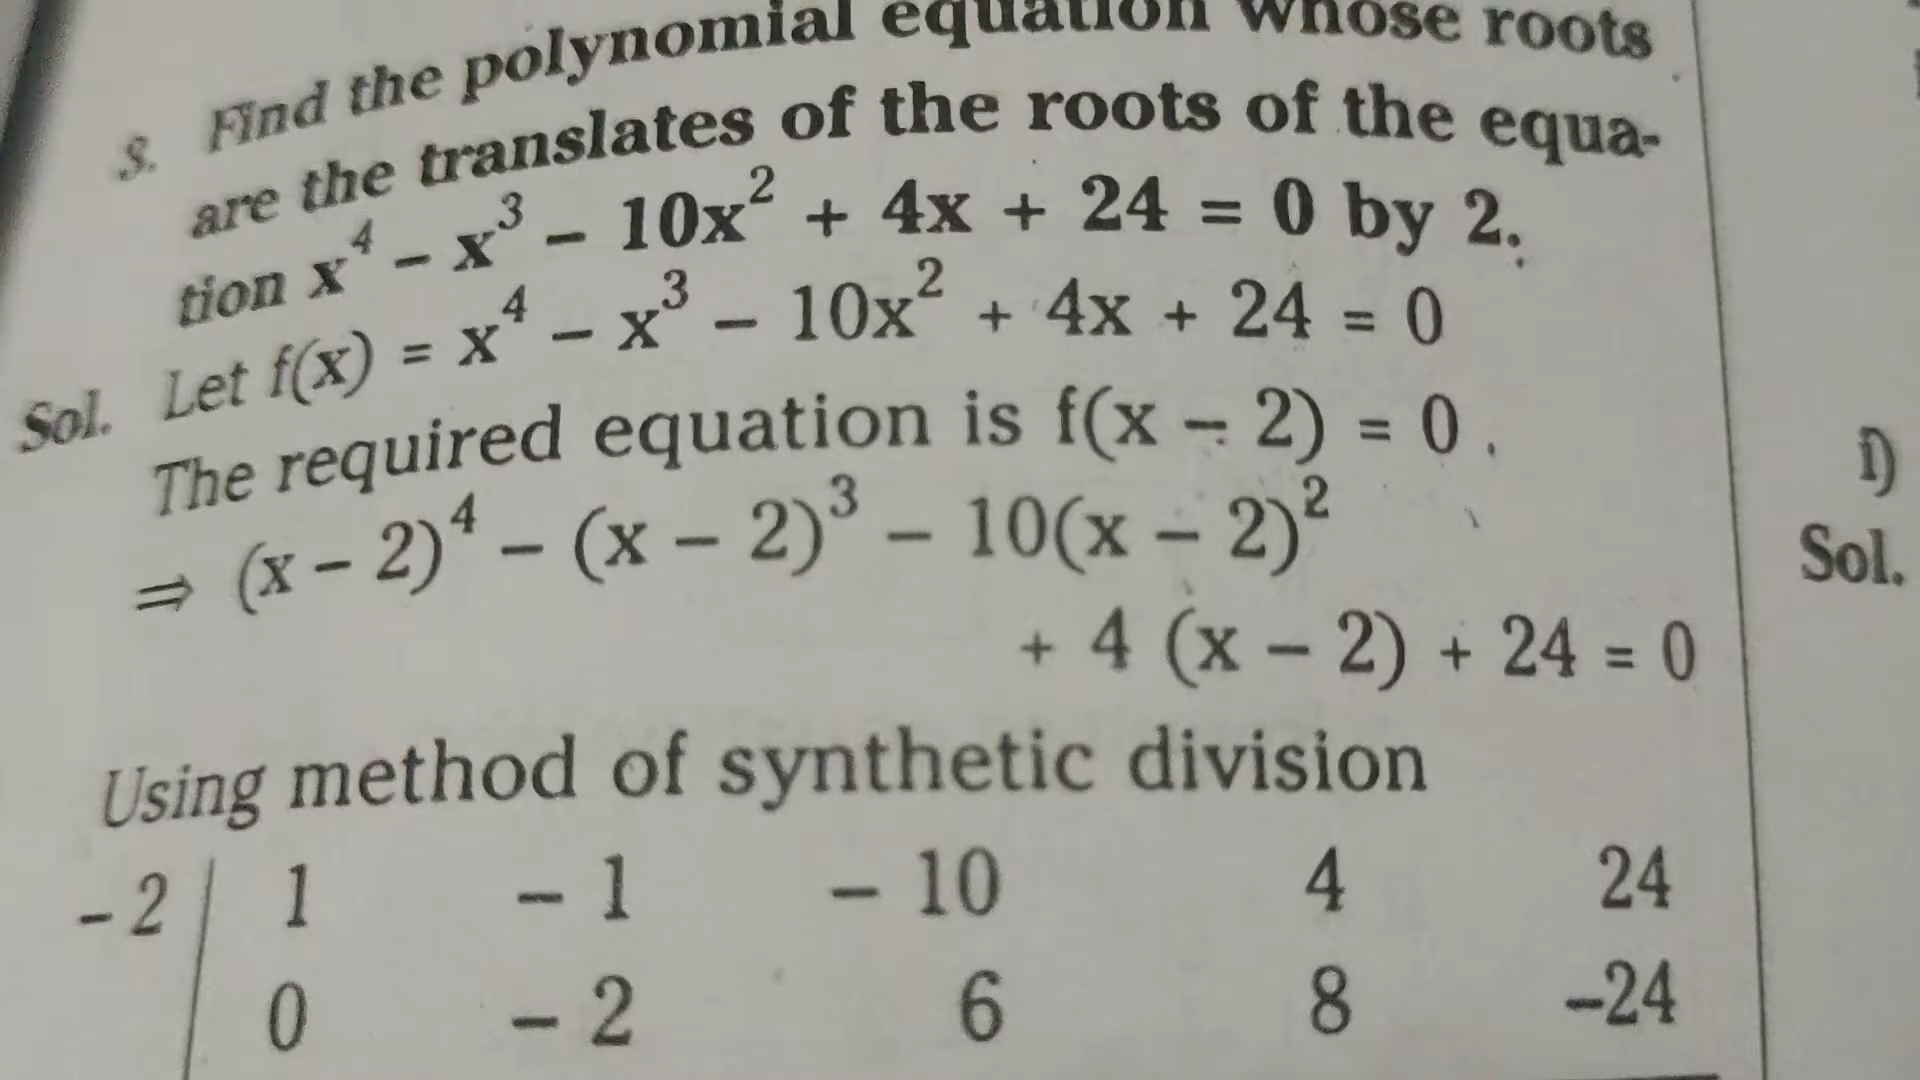 3. Find the polynomial equation whose roots
are the translates of the roots of the equa-
tion x⁴ – x³ – 10x² + 4x + 24 = 0 by 2.
Sol. Let f(x) = x⁴ – x³ – 10x² + 4x + 24 = 0
The required equation is f(x – 2) = 0.
⇒ (x – 2)⁴ – (x – 2)³ – 10(x – 2)²
+ 4 (x – 2) + 24 = 0
Using method of synthetic division
– 2 | 1 – 1 – 10 4 24
0 – 2 6 8 –24
i)
Sol.